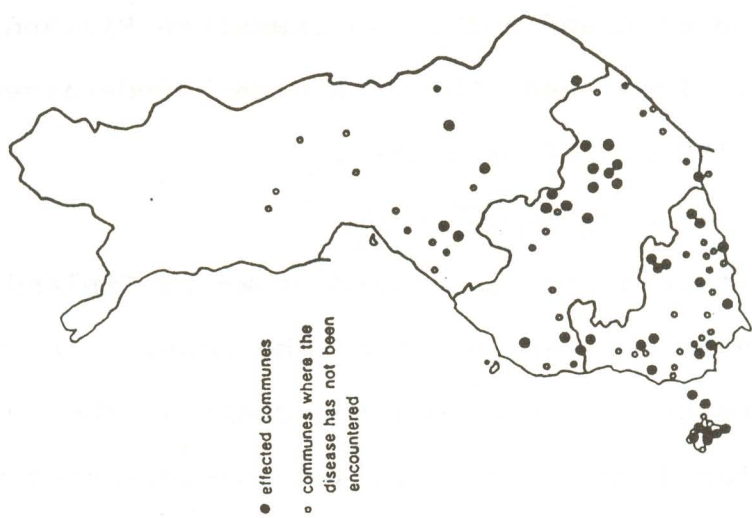 ● effected communes
○ communes where the
disease has not been
encountered